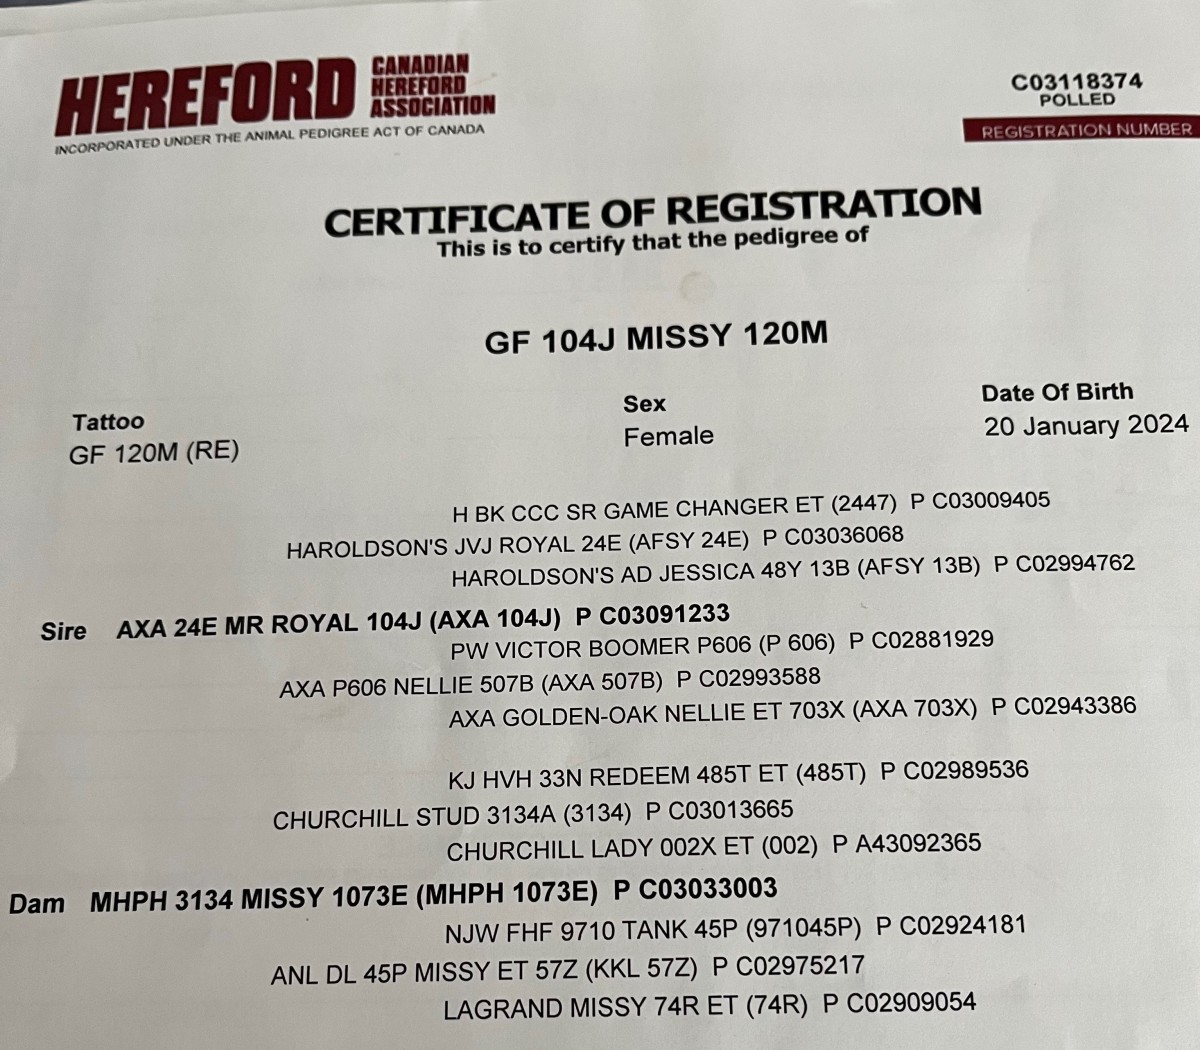 HEREFORD CANADIAN HEREFORD ASSOCIATION
INCORPORATED UNDER THE ANIMAL PEDIGREE ACT OF CANADA
C03118374
POLLED
REGISTRATION NUMBER
CERTIFICATE OF REGISTRATION
This is to certify that the pedigree of
GF 104J MISSY 120M
Tattoo
GF 120M (RE)
Sex
Female
Date Of Birth
20 January 2024
H BK CCC SR GAME CHANGER ET (2447) P C03009405
HAROLDSON'S JVJ ROYAL 24E (AFSY 24E) P C03036068
HAROLDSON'S AD JESSICA 48Y 13B (AFSY 13B) P C02994762
Sire AXA 24E MR ROYAL 104J (AXA 104J) P C03091233
PW VICTOR BOOMER P606 (P 606) P C02881929
AXA P606 NELLIE 507B (AXA 507B) P C02993588
AXA GOLDEN-OAK NELLIE ET 703X (AXA 703X) P C02943386
KJ HVH 33N REDEEM 485T ET (485T) P C02989536
CHURCHILL STUD 3134A (3134) P C03013665
CHURCHILL LADY 002X ET (002) P A43092365
Dam MHPH 3134 MISSY 1073E (MHPH 1073E) P C03033003
NJW FHF 9710 TANK 45P (971045P) P C02924181
ANL DL 45P MISSY ET 57Z (KKL 57Z) P C02975217
LAGRAND MISSY 74R ET (74R) P C02909054